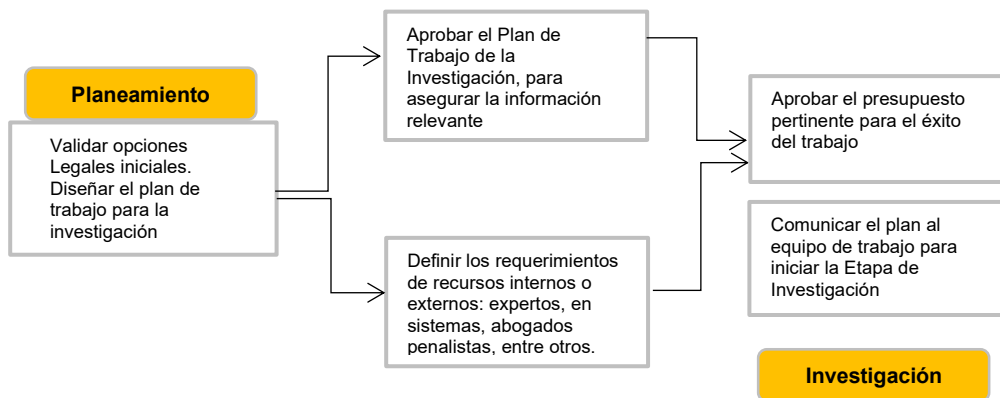 Planeamiento
Validar opciones
Legales iniciales.
Diseñar el plan de
trabajo para la
investigación
Aprobar el Plan de
Trabajo de la
Investigación, para
asegurar la información
relevante
Definir los requerimientos
de recursos internos o
externos: expertos, en
sistemas, abogados
penalistas, entre otros.
Aprobar el presupuesto
pertinente para el éxito
del trabajo
Comunicar el plan al
equipo de trabajo para
iniciar la Etapa de
Investigación
Investigación